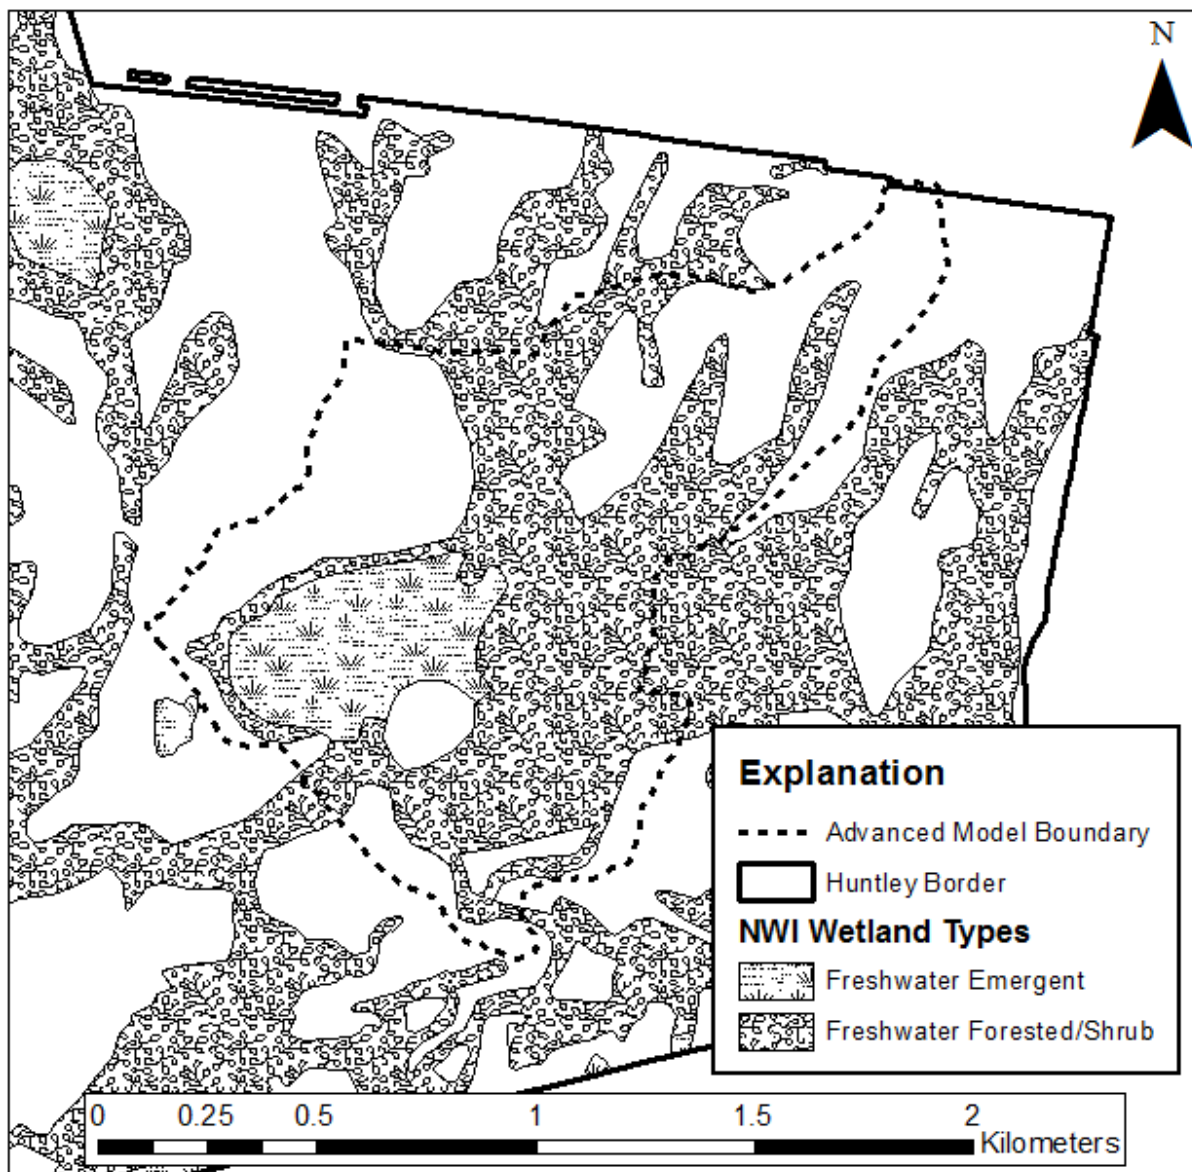 N
Explanation
Advanced Model Boundary
Huntley Border
NWI Wetland Types
Freshwater Emergent
Freshwater Forested/Shrub
0 0.25 0.5 1 1.5 2
Kilometers